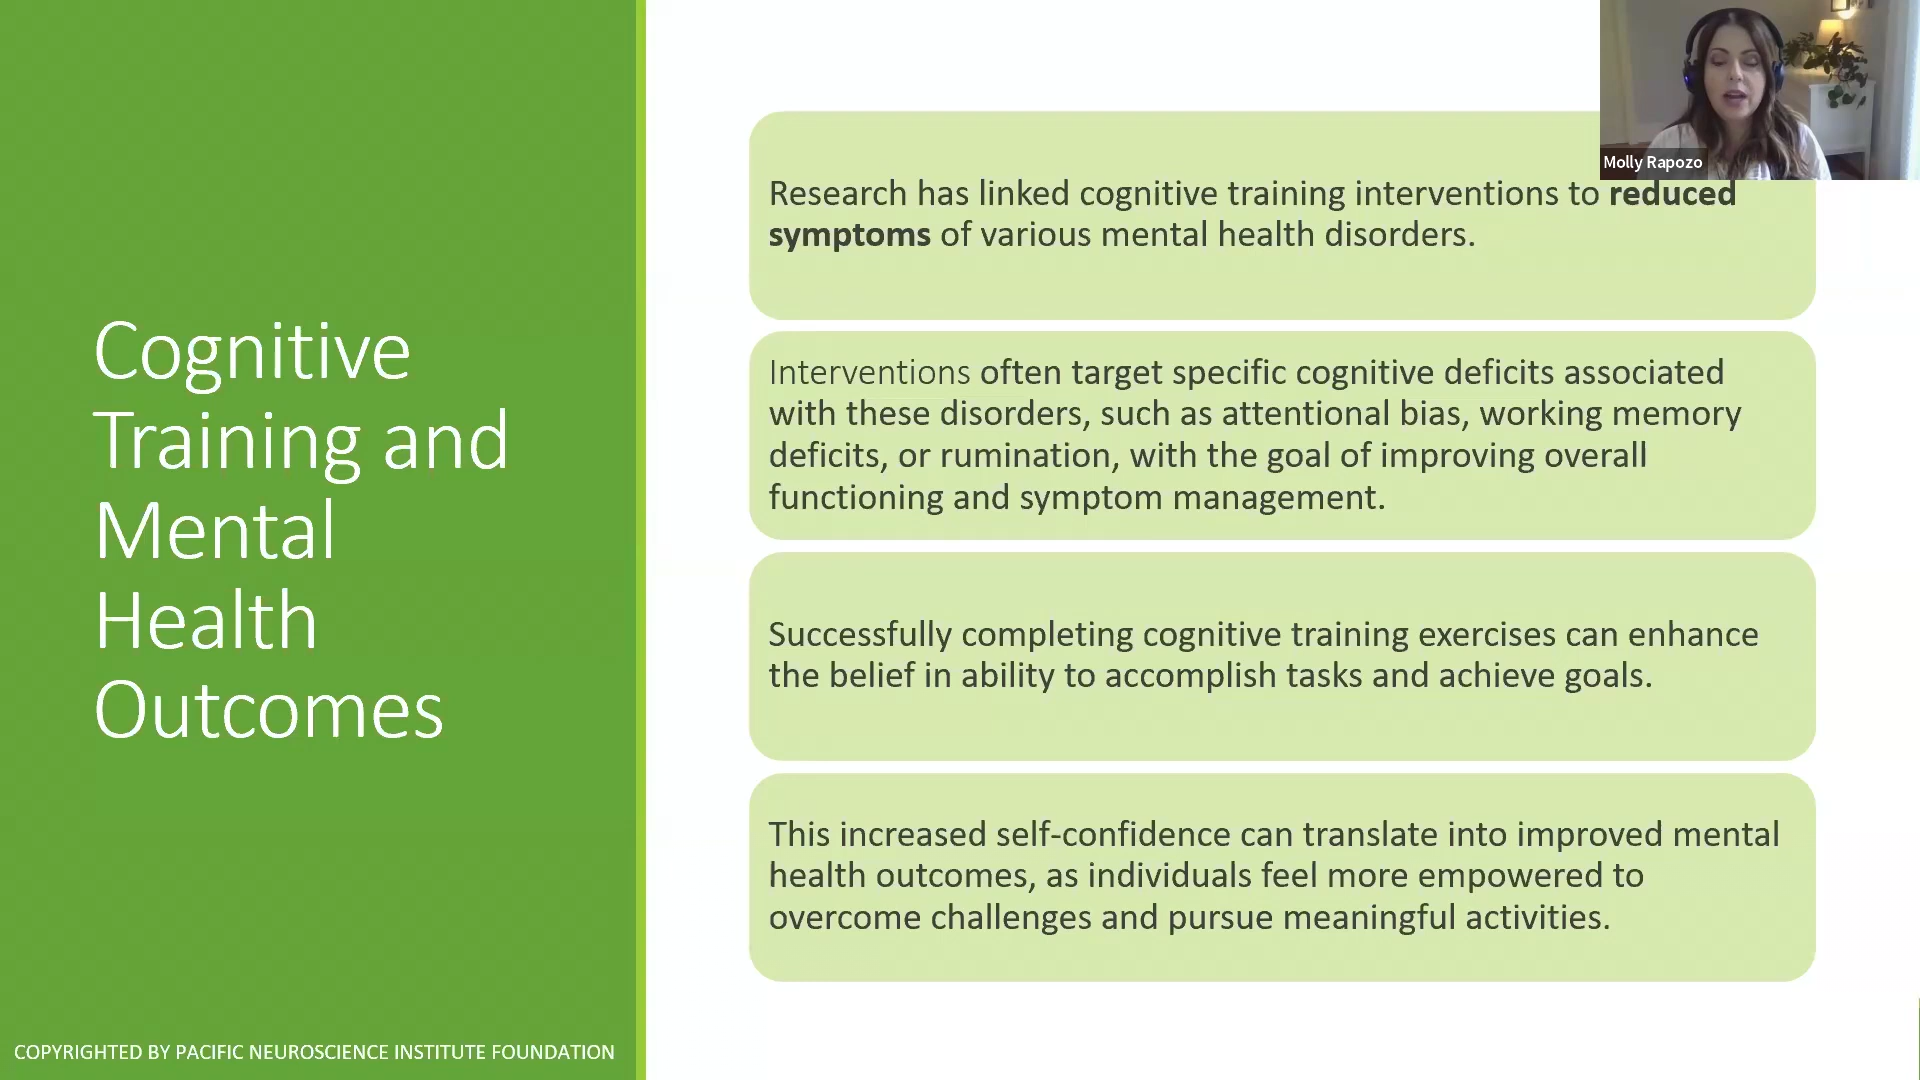 Cognitive
Training and
Mental
Health
Outcomes
COPYRIGHTED BY PACIFIC NEUROSCIENCE INSTITUTE FOUNDATION
Molly Rapozo
Research has linked cognitive training interventions to reduced
symptoms of various mental health disorders.
Interventions often target specific cognitive deficits associated
with these disorders, such as attentional bias, working memory
deficits, or rumination, with the goal of improving overall
functioning and symptom management.
Successfully completing cognitive training exercises can enhance
the belief in ability to accomplish tasks and achieve goals.
This increased self-confidence can translate into improved mental
health outcomes, as individuals feel more empowered to
overcome challenges and pursue meaningful activities.